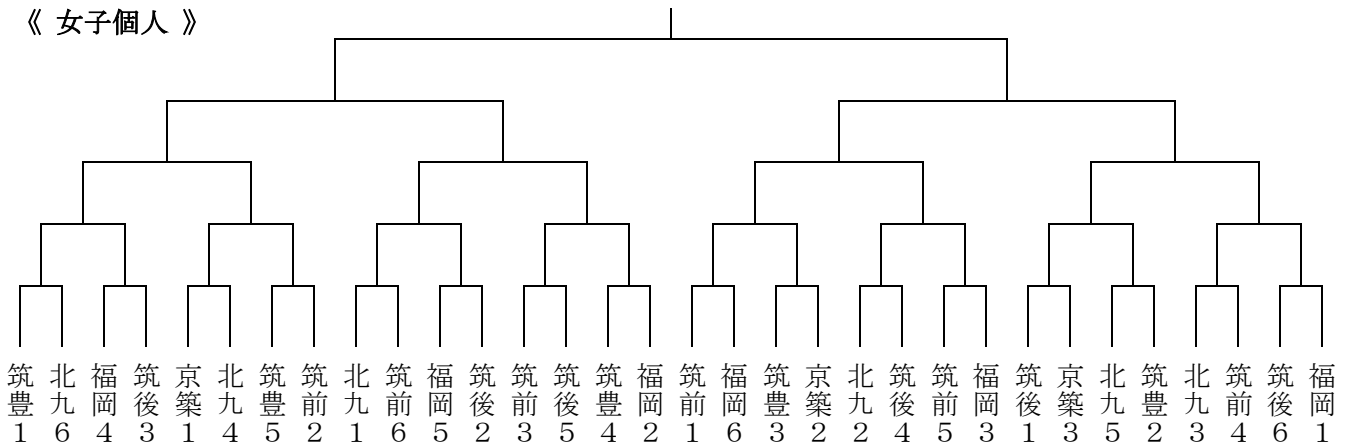 《 女子個人 》
筑豊1
北九6
福岡4
筑後3
京築1
北九4
筑豊5
筑前2
北九1
筑前6
福岡5
筑後2
筑前3
筑後5
筑豊4
福岡2
筑前1
福岡6
筑豊3
京築2
北九2
筑後4
筑前5
福岡3
筑後1
京築3
北九5
筑豊2
北九3
筑前4
筑後6
福岡1